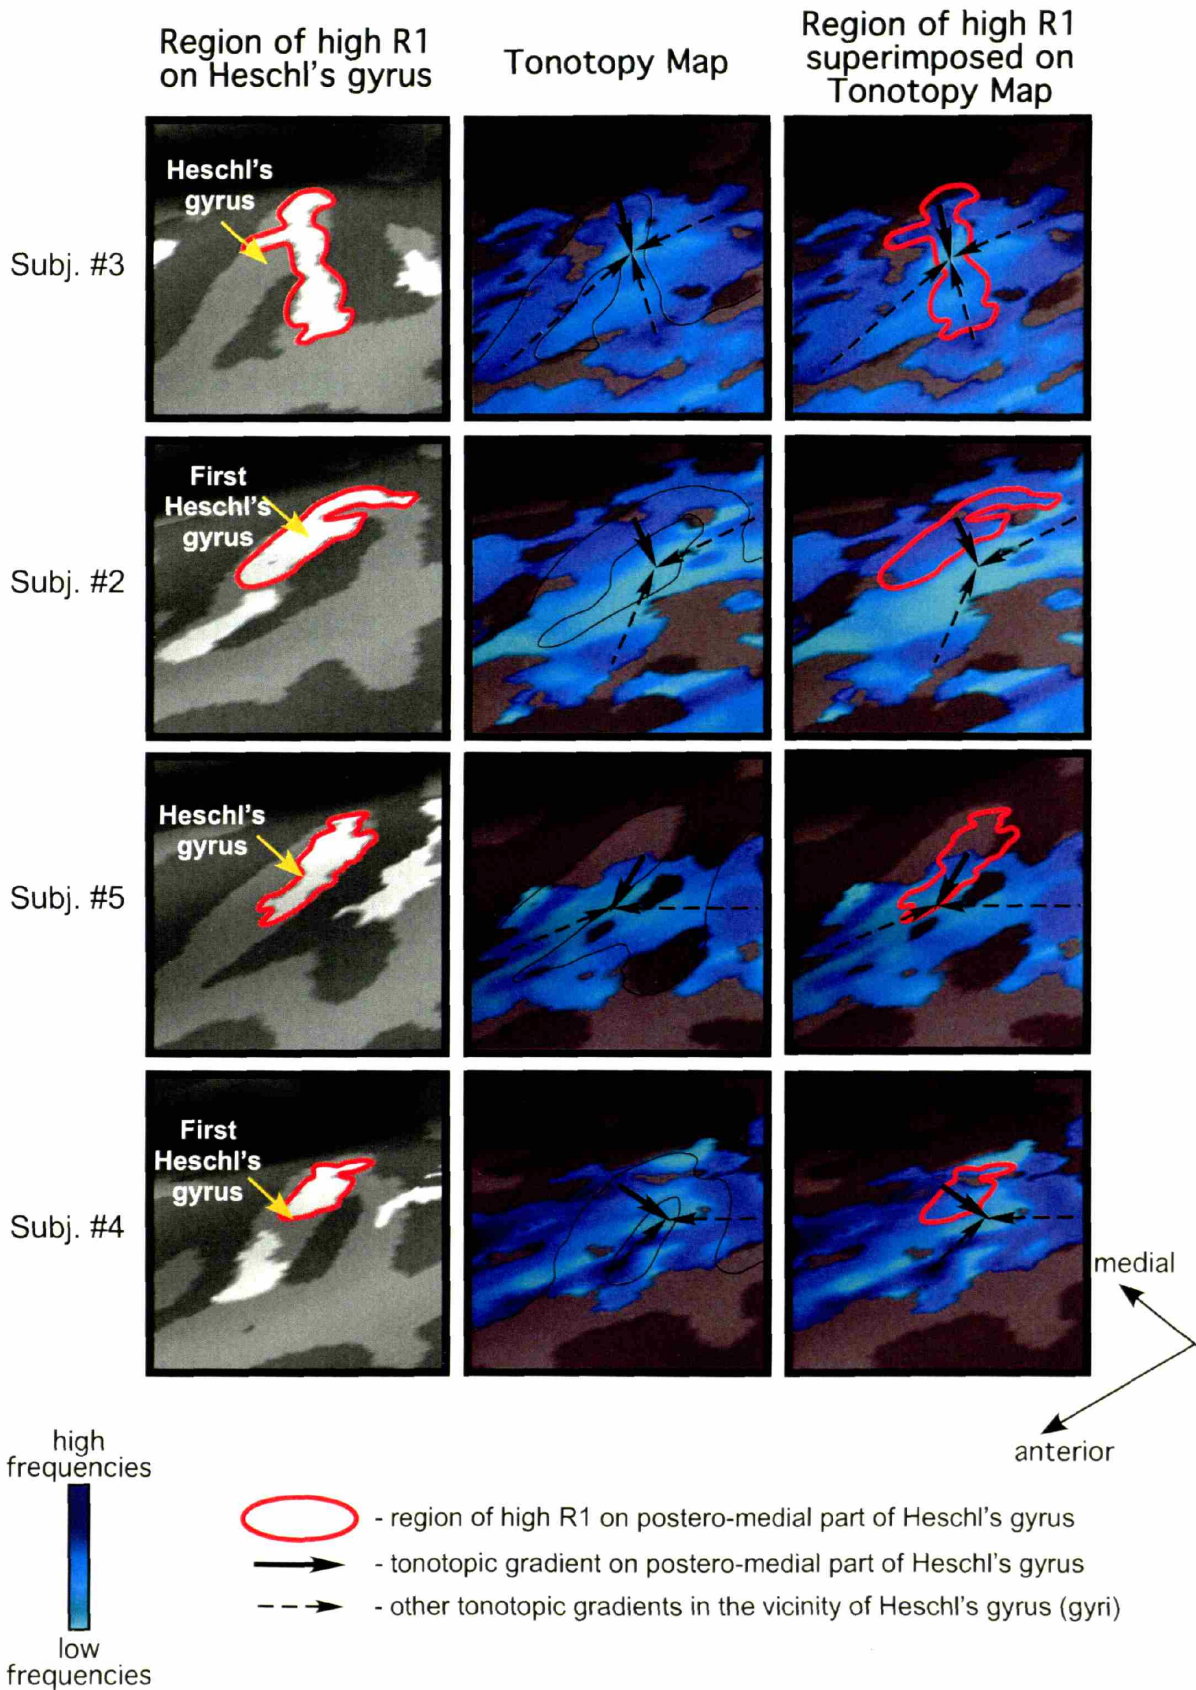 Region of high R1
on Heschl's gyrus
Tonotopy Map
Region of high R1
superimposed on
Tonotopy Map
Subj. #3
Heschl's
gyrus
Subj. #2
First
Heschl's
gyrus
Subj. #5
Heschl's
gyrus
Subj. #4
First
Heschl's
gyrus
medial
anterior
high
frequencies
low
frequencies
- region of high R1 on postero-medial part of Heschl's gyrus
- tonotopic gradient on postero-medial part of Heschl's gyrus
- other tonotopic gradients in the vicinity of Heschl's gyrus (gyri)